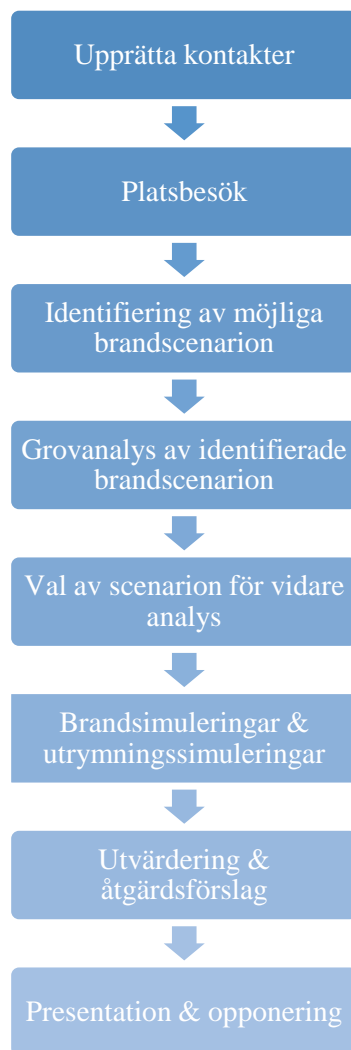 Upprätta kontakter
Platsbesök
Identifiering av möjliga
brandscenarion
Grovanalys av identifierade
brandscenarion
Val av scenarion för vidare
analys
Brandsimuleringar &
utrymningssimuleringar
Utvärdering &
åtgärdsförslag
Presentation & opponering